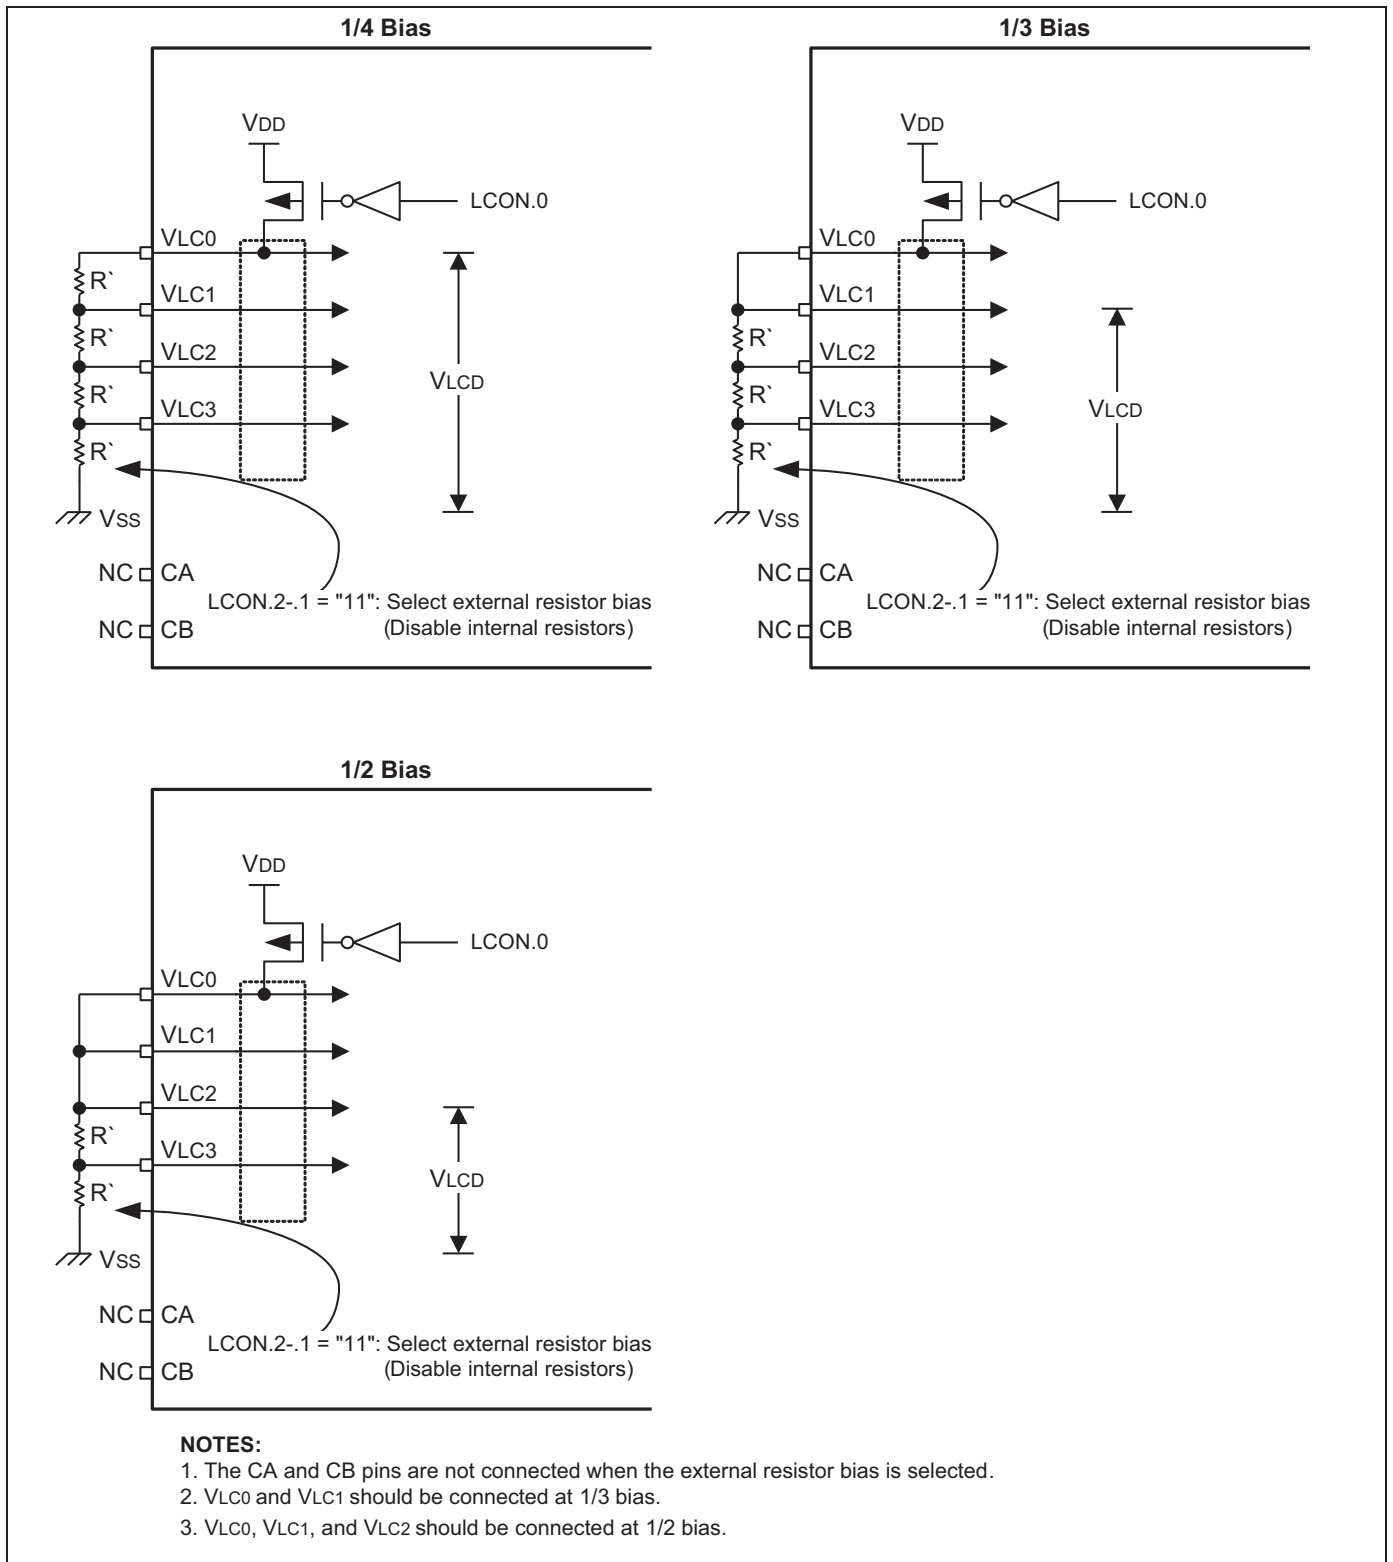 1/4 Bias
VDD
LCON.0
VLC0
R`
VLC1
R`
VLC2
R`
VLCD
VLC3
R`
VSS
NC CA
LCON.2-.1 = "11": Select external resistor bias
(Disable internal resistors)
NC CB
1/3 Bias
VDD
LCON.0
VLC0
VLC1
R`
VLC2
R`
VLCD
VLC3
R`
VSS
NC CA
LCON.2-.1 = "11": Select external resistor bias
(Disable internal resistors)
NC CB
1/2 Bias
VDD
LCON.0
VLC0
VLC1
VLC2
R`
VLC3
VLCD
R`
VSS
NC CA
LCON.2-.1 = "11": Select external resistor bias
(Disable internal resistors)
NC CB
NOTES:
1. The CA and CB pins are not connected when the external resistor bias is selected.
2. VLC0 and VLC1 should be connected at 1/3 bias.
3. VLC0, VLC1, and VLC2 should be connected at 1/2 bias.